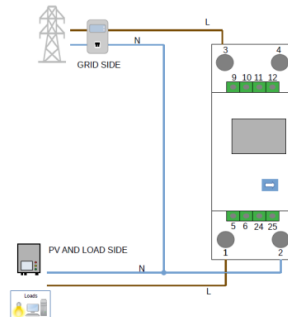 L
N
3 4
GRID SIDE
9 10 11 12
5 6 24 25
PV AND LOAD SIDE
1 2
N
Loads
L